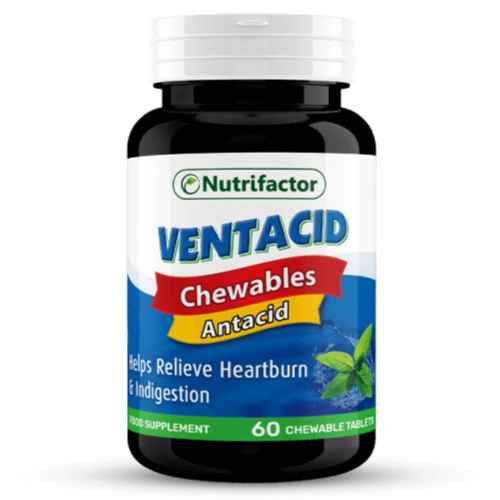 Nutrifactor
VENTACID
Chewables
Antacid
Helps Relieve Heartburn
& Indigestion
FOOD SUPPLEMENT
60 CHEWABLE TABLETS